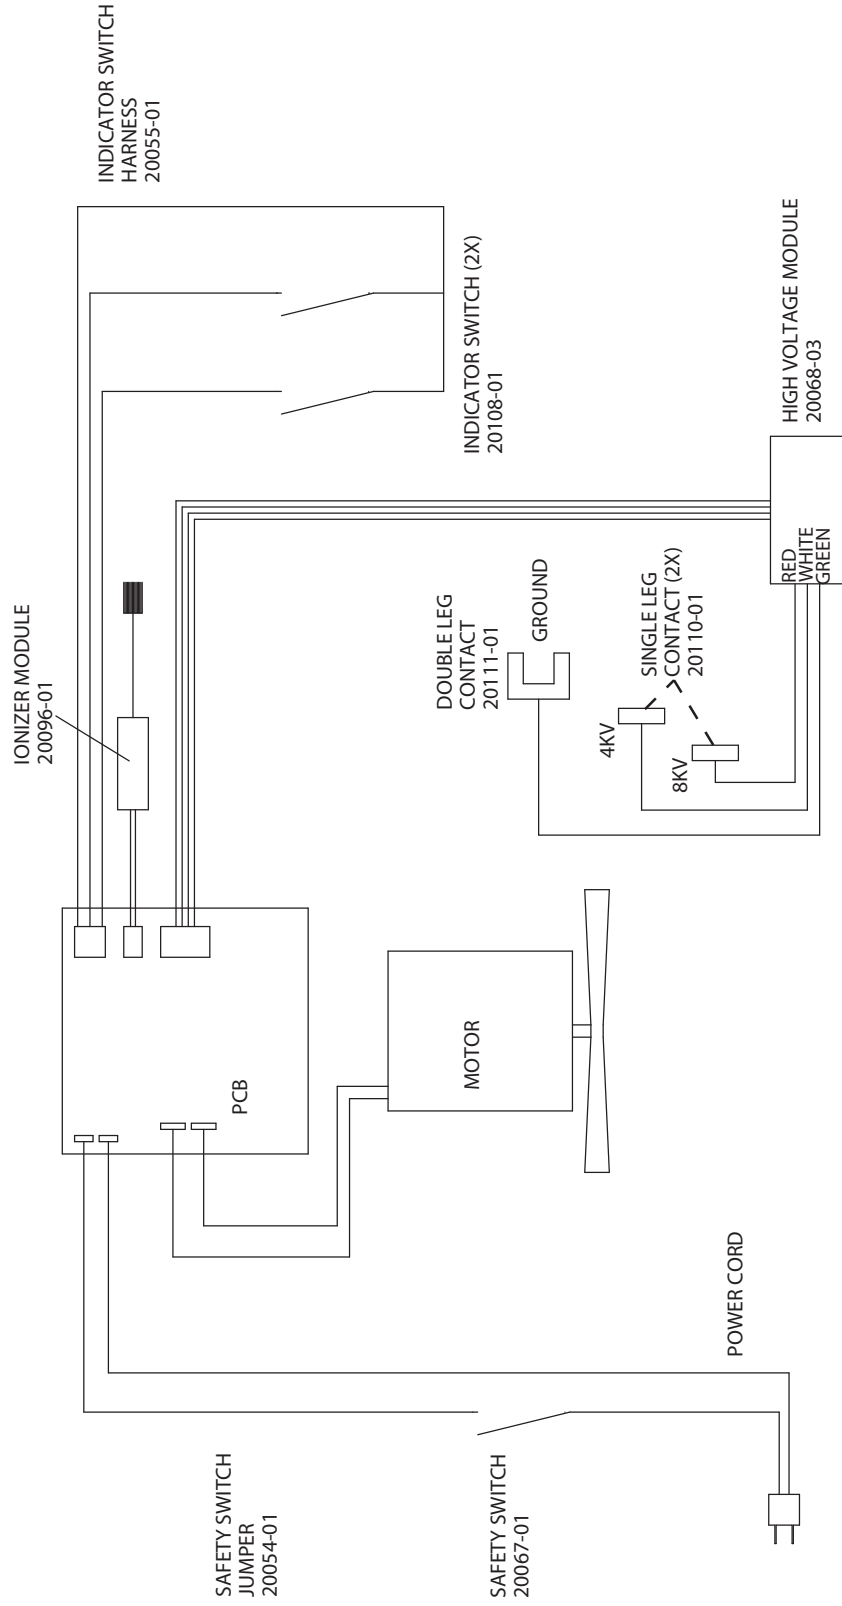 SAFETY SWITCH
JUMPER
20054-01
SAFETY SWITCH
20067-01
POWER CORD
PCB
MOTOR
IONIZER MODULE
20096-01
INDICATOR SWITCH
HARNESS
20055-01
INDICATOR SWITCH (2X)
20108-01
DOUBLE LEG
CONTACT
20111-01
GROUND
4KV
8KV
SINGLE LEG
CONTACT (2X)
20110-01
RED
WHITE
GREEN
HIGH VOLTAGE MODULE
20068-03